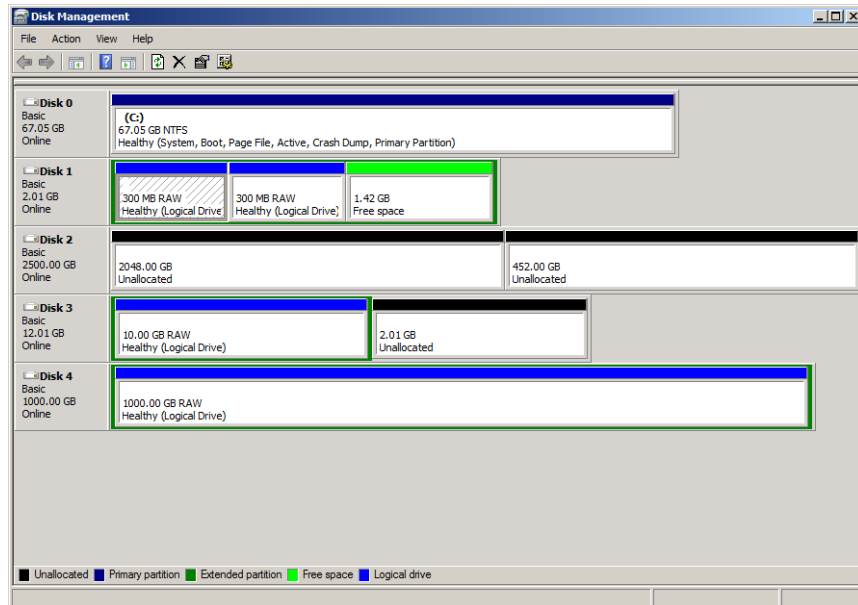 Disk Management
File Action View Help
Disk 0
Basic
67.05 GB
Online
(C:)
67.05 GB NTFS
Healthy (System, Boot, Page File, Active, Crash Dump, Primary Partition)
Disk 1
Basic
2.01 GB
Online
300 MB RAW
Healthy (Logical Drive
300 MB RAW
Healthy (Logical Drive)
1.42 GB
Free space
Disk 2
Basic
2500.00 GB
Online
2048.00 GB
Unallocated
452.00 GB
Unallocated
Disk 3
Basic
12.01 GB
Online
10.00 GB RAW
Healthy (Logical Drive)
2.01 GB
Unallocated
Disk 4
Basic
1000.00 GB
Online
1000.00 GB RAW
Healthy (Logical Drive)
Unallocated Primary partition Extended partition Free space Logical drive